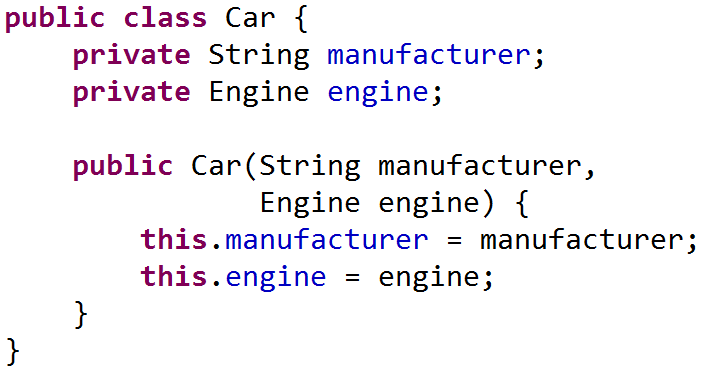 public class Car {
    private String manufacturer;
    private Engine engine;

    public Car(String manufacturer,
               Engine engine) {
        this.manufacturer = manufacturer;
        this.engine = engine;
    }
}